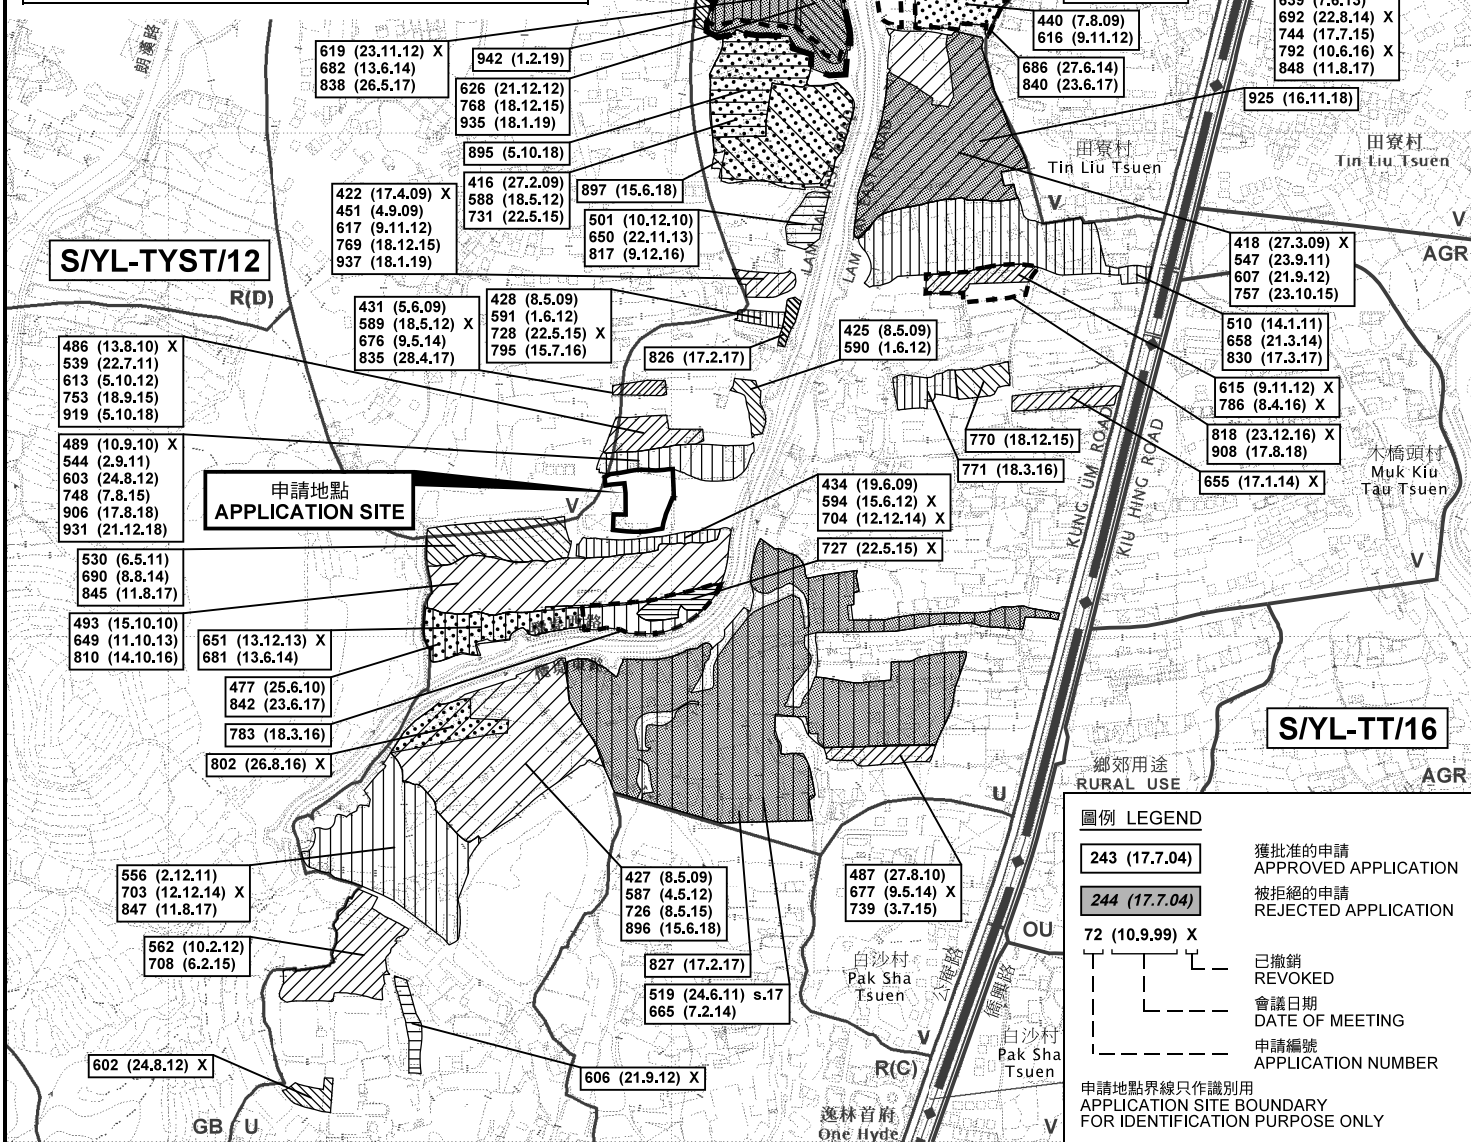 639 (7.6.13)
692 (22.8.14) X
744 (17.7.15)
792 (10.6.16) X
848 (11.8.17)
440 (7.8.09)
616 (9.11.12)
619 (23.11.12) X
682 (13.6.14)
838 (26.5.17)
942 (1.2.19)
686 (27.6.14)
840 (23.6.17)
朗漢路
626 (21.12.12)
768 (18.12.15)
935 (18.1.19)
925 (16.11.18)
895 (5.10.18)
田寮村
Tin Liu Tsuen
田寮村
Tin Liu Tsuen
416 (27.2.09)
588 (18.5.12)
731 (22.5.15)
897 (15.6.18)
422 (17.4.09) X
451 (4.9.09)
617 (9.11.12)
769 (18.12.15)
937 (18.1.19)
501 (10.12.10)
650 (22.11.13)
817 (9.12.16)
V
V
AGR
S/YL-TYST/12
R(D)
418 (27.3.09) X
547 (23.9.11)
607 (21.9.12)
757 (23.10.15)
431 (5.6.09)
589 (18.5.12) X
676 (9.5.14)
835 (28.4.17)
428 (8.5.09)
591 (1.6.12)
728 (22.5.15) X
795 (15.7.16)
826 (17.2.17)
425 (8.5.09)
590 (1.6.12)
510 (14.1.11)
658 (21.3.14)
830 (17.3.17)
486 (13.8.10) X
539 (22.7.11)
613 (5.10.12)
753 (18.9.15)
919 (5.10.18)
615 (9.11.12) X
786 (8.4.16) X
770 (18.12.15)
818 (23.12.16) X
908 (17.8.18)
489 (10.9.10) X
544 (2.9.11)
603 (24.8.12)
748 (7.8.15)
906 (17.8.18)
931 (21.12.18)
771 (18.3.16)
655 (17.1.14) X
KUNG UM ROAD
KIU HING ROAD
木橋頭村
Muk Kiu
Tau Tsuen
申請地點
APPLICATION SITE
V
434 (19.6.09)
594 (15.6.12) X
704 (12.12.14) X
727 (22.5.15) X
V
530 (6.5.11)
690 (8.8.14)
845 (11.8.17)
493 (15.10.10)
649 (11.10.13)
810 (14.10.16)
651 (13.12.13) X
681 (13.6.14)
477 (25.6.10)
842 (23.6.17)
783 (18.3.16)
802 (26.8.16) X
S/YL-TT/16
鄉郊用途
RURAL USE
AGR
U
556 (2.12.11)
703 (12.12.14) X
847 (11.8.17)
427 (8.5.09)
587 (4.5.12)
726 (8.5.15)
896 (15.6.18)
487 (27.8.10)
677 (9.5.14) X
739 (3.7.15)
562 (10.2.12)
708 (6.2.15)
827 (17.2.17)
519 (24.6.11) s.17
665 (7.2.14)
白沙村
Pak Sha
Tsuen
公庵路
僑興路
OU
V
白沙村
Pak Sha
Tsuen
R(C)
602 (24.8.12) X
606 (21.9.12) X
GB
U
逸林首府
One Hyde
V
圖例 LEGEND
243 (17.7.04)
獲批准的申請
APPROVED APPLICATION
244 (17.7.04)
被拒絕的申請
REJECTED APPLICATION
72 (10.9.99) X
已撤銷
REVOKED
會議日期
DATE OF MEETING
申請編號
APPLICATION NUMBER
申請地點界線只作識別用
APPLICATION SITE BOUNDARY
FOR IDENTIFICATION PURPOSE ONLY